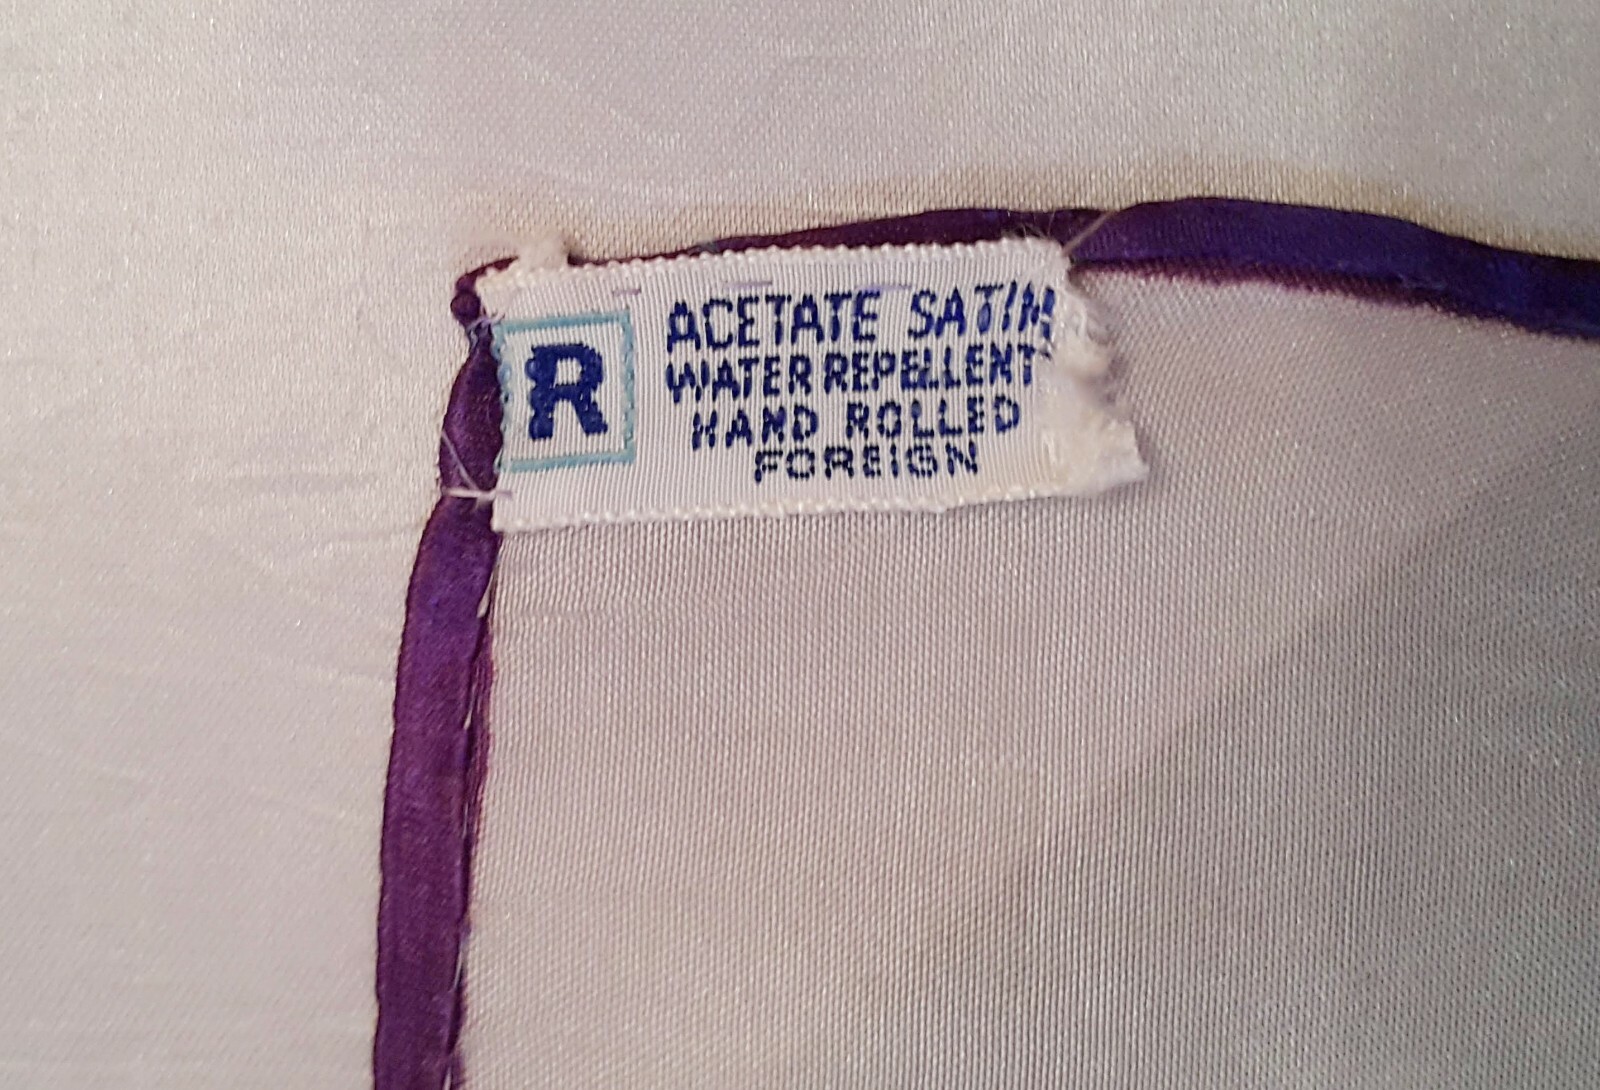 R
ACETATE SATIN
WATER REPELLENT
HAND ROLLED
FOREIGN